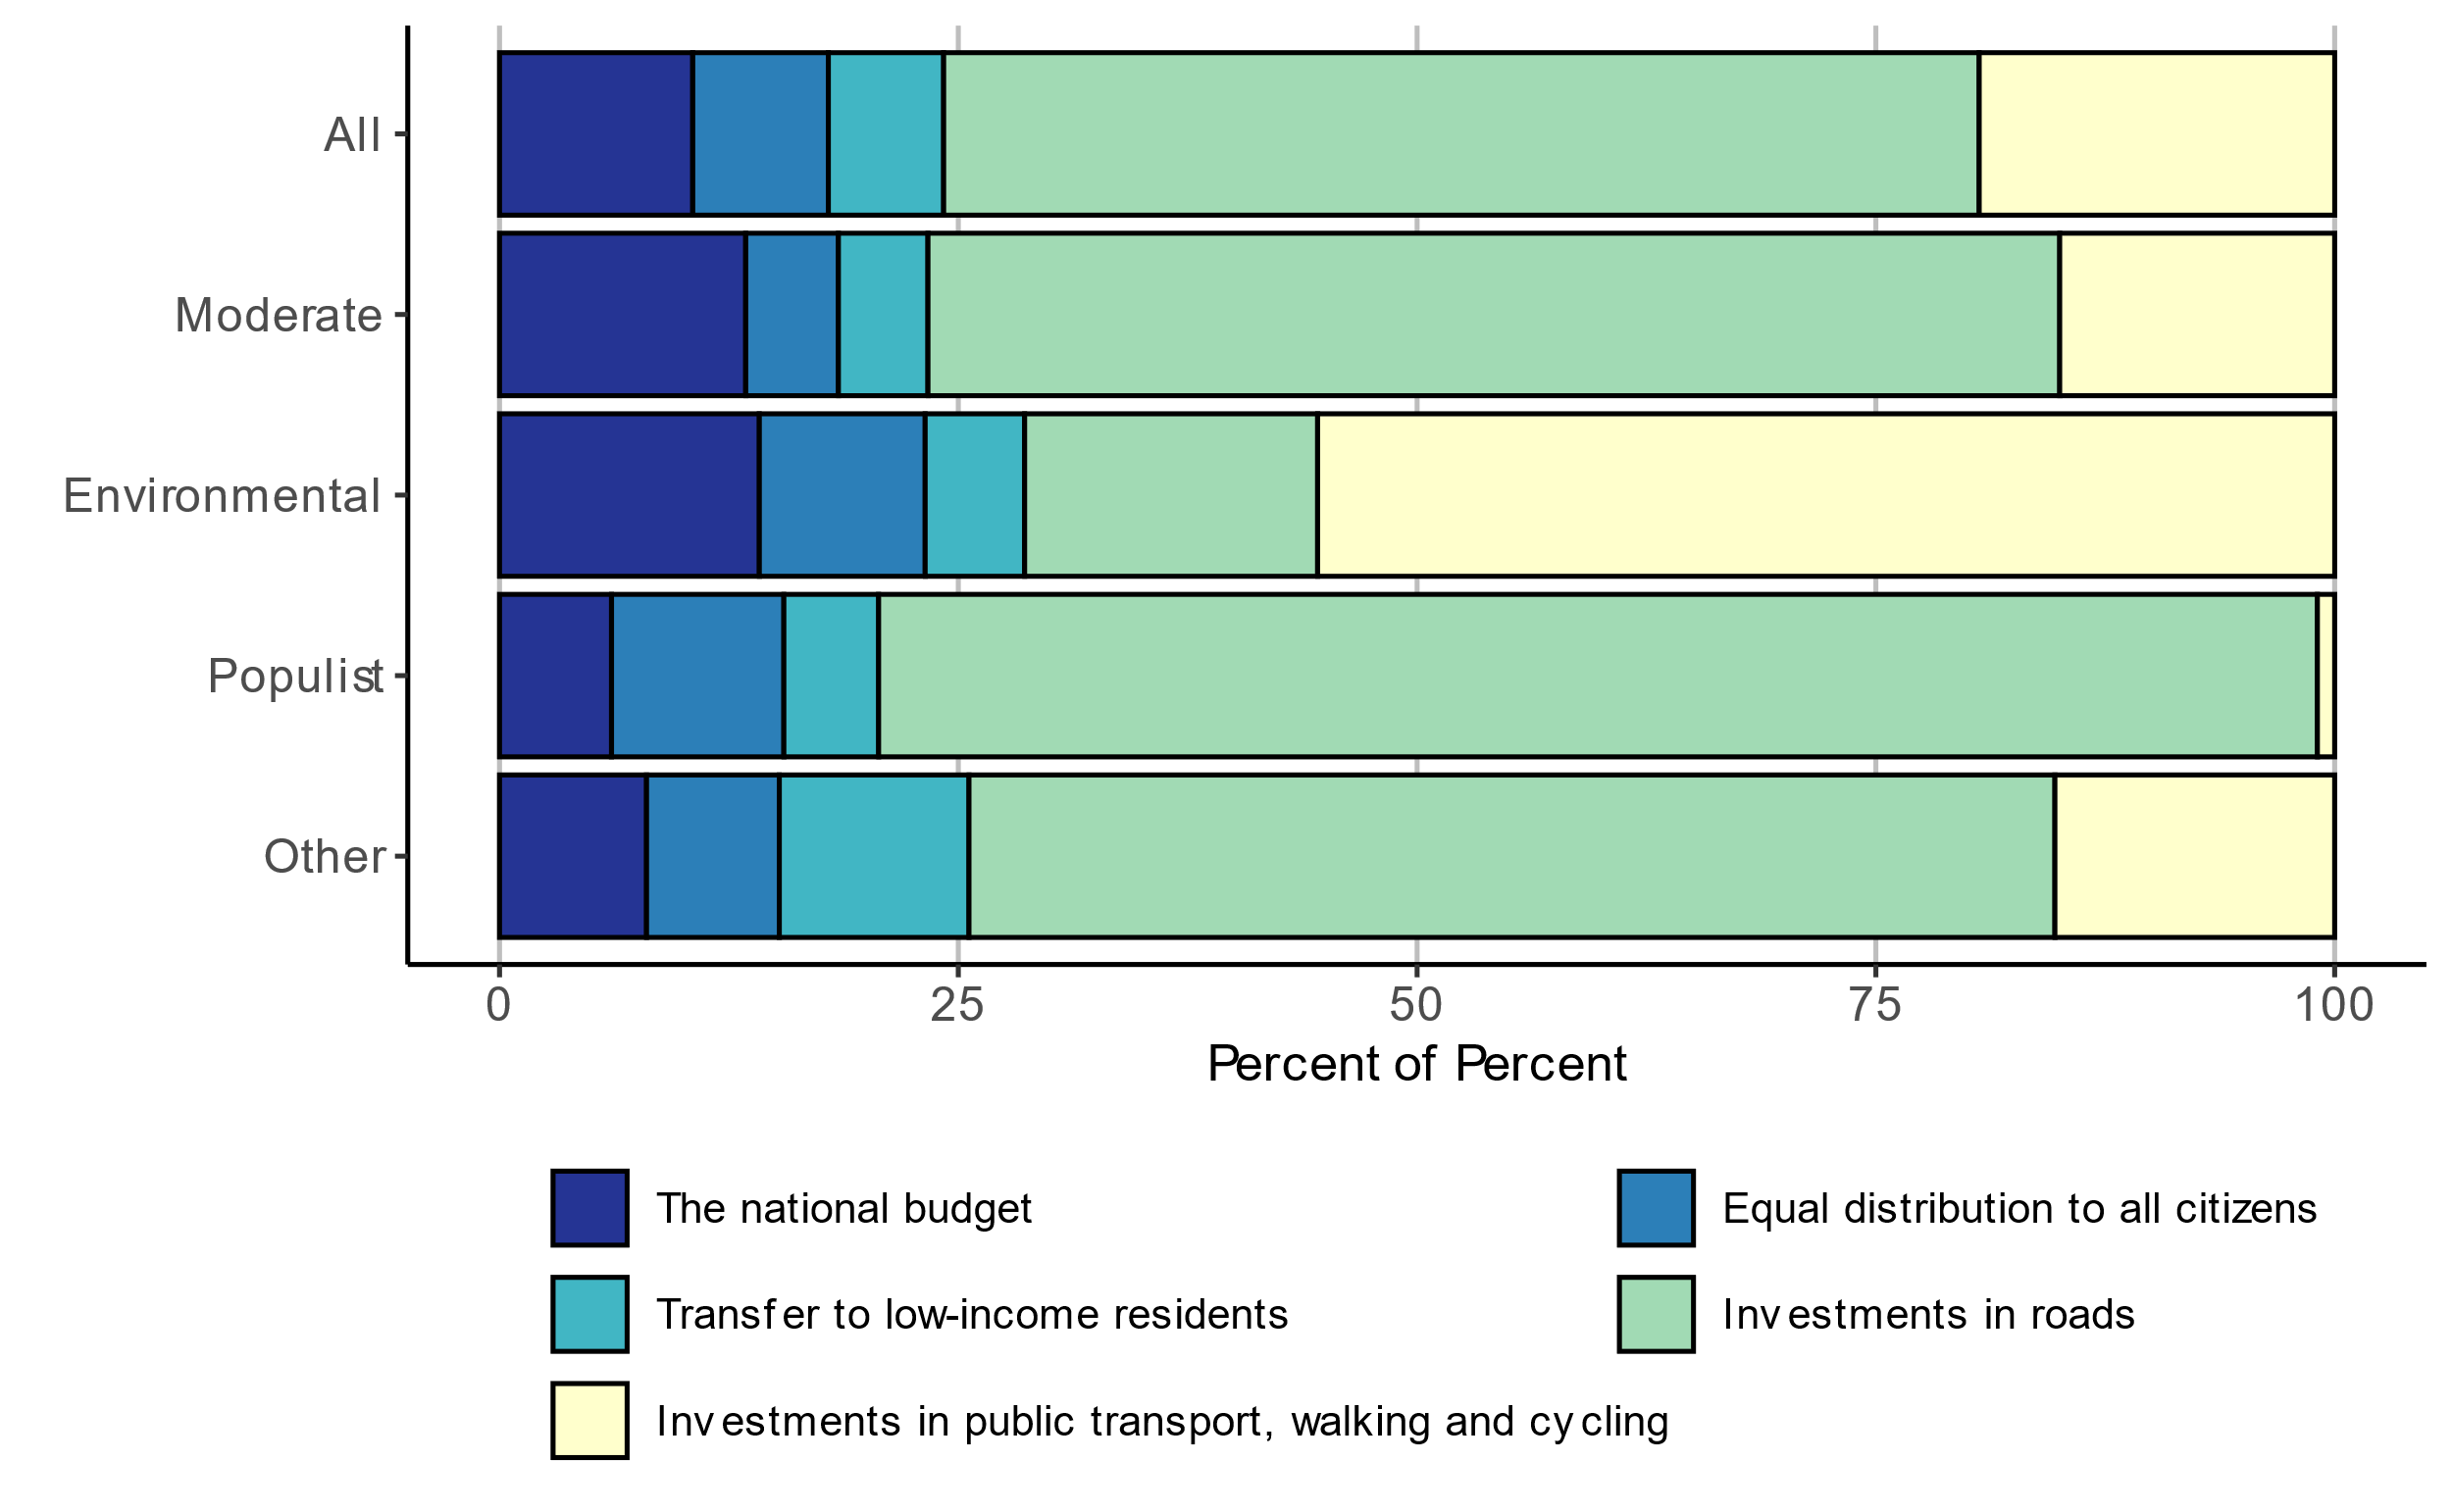 All
Moderate
Environmental
Populist
Other
0 25 50 75 100
Percent of Percent
The national budget
Equal distribution to all citizens
Transfer to low-income residents
Investments in roads
Investments in public transport, walking and cycling